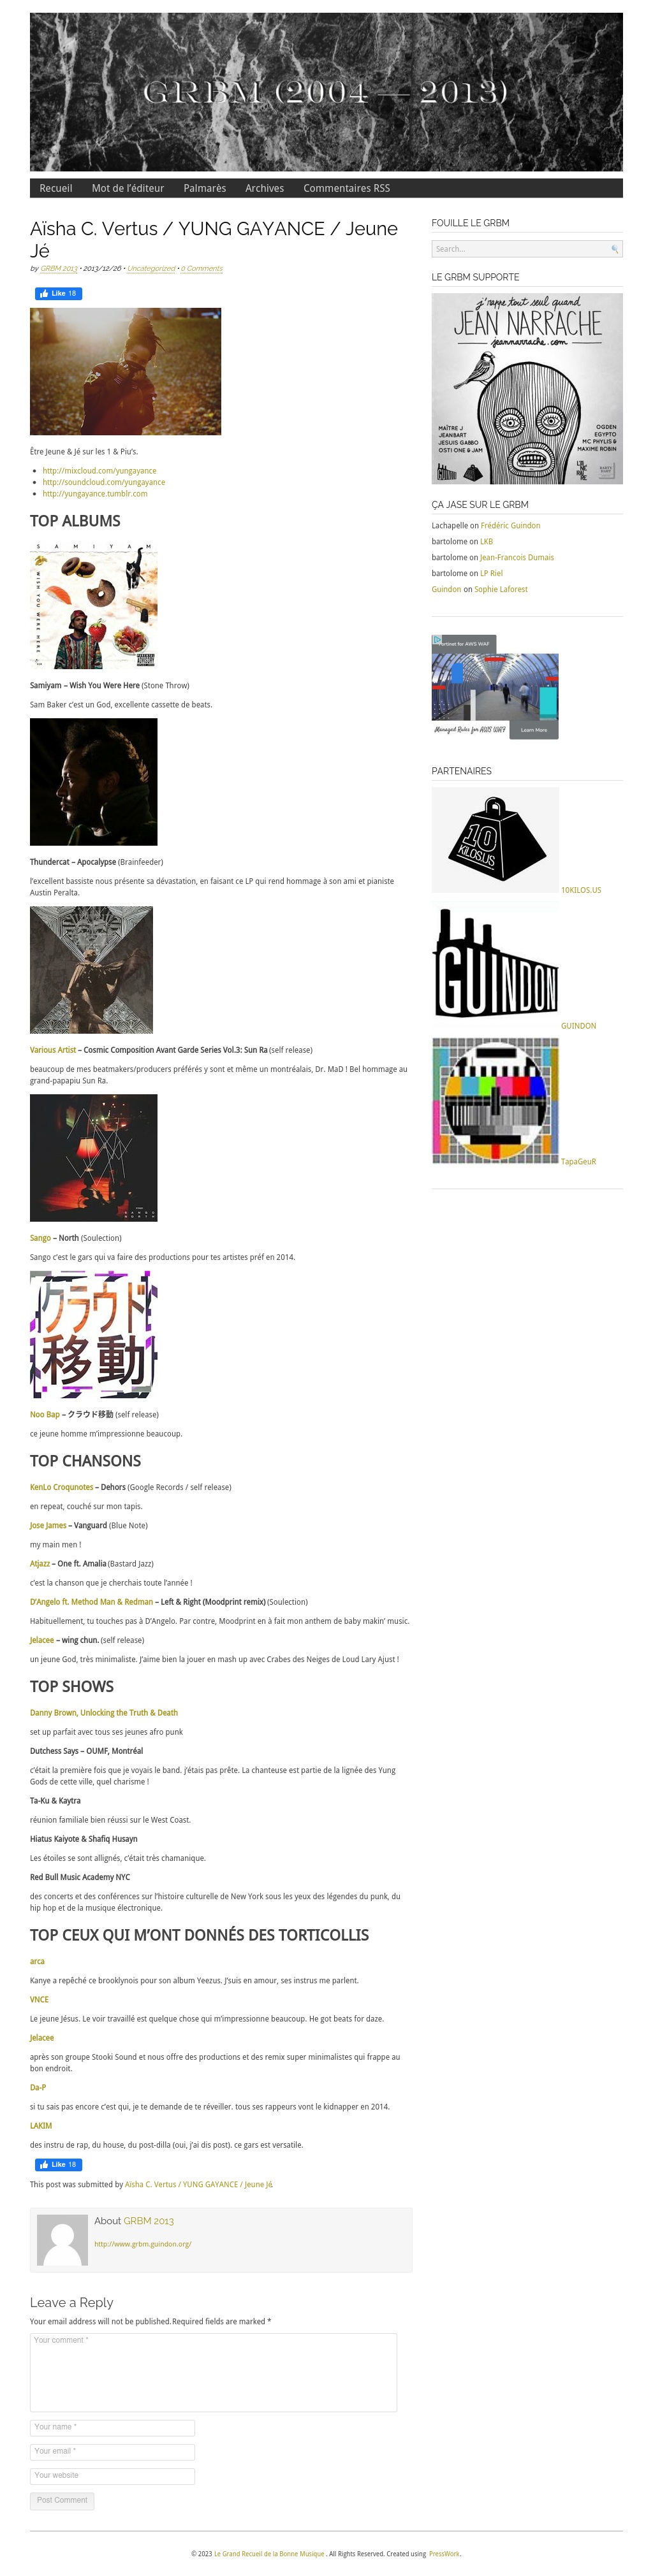 GRBM (2004 — 2013)
Recueil Mot de l'éditeur Palmarès Archives Commentaires RSS
Aïsha C. Vertus / YUNG GAYANCE / Jeune
Jé
by GRBM 2013 • 2013/12/26 • Uncategorized • 0 Comments
Like 18
Être Jeune & Jé sur les 1 & Piu's.
http://mixcloud.com/yungayance
http://soundcloud.com/yungayance
http://yungayance.tumblr.com
TOP ALBUMS
SAMIYAM
WISH YOU WERE HERE
Samiyam – Wish You Were Here (Stone Throw)
Sam Baker c'est un God, excellente cassette de beats.
Thundercat – Apocalypse (Brainfeeder)
l'excellent bassiste nous présente sa dévastation, en faisant ce LP qui rend hommage à son ami et pianiste
Austin Peralta.
Various Artist – Cosmic Composition Avant Garde Series Vol.3: Sun Ra (self release)
beaucoup de mes beatmakers/producers préférés y sont et même un montréalais, Dr. MaD ! Bel hommage au
grand-papapiu Sun Ra.
Sango – North (Soulection)
Sango c'est le gars qui va faire des productions pour tes artistes préf en 2014.
クラウド
移動
Noo Bap – クラウド移動 (self release)
ce jeune homme m'impressionne beaucoup.
TOP CHANSONS
KenLo Croqunotes – Dehors (Google Records / self release)
en repeat, couché sur mon tapis.
Jose James – Vanguard (Blue Note)
my main men !
Atjazz – One ft. Amalia (Bastard Jazz)
c'est la chanson que je cherchais toute l'année !
D'Angelo ft. Method Man & Redman – Left & Right (Moodprint remix) (Soulection)
Habituellement, tu touches pas à D'Angelo. Par contre, Moodprint en à fait mon anthem de baby makin' music.
Jelacee – wing chun. (self release)
un jeune God, très minimaliste. J'aime bien la jouer en mash up avec Crabes des Neiges de Loud Lary Ajust !
TOP SHOWS
Danny Brown, Unlocking the Truth & Death
set up parfait avec tous ses jeunes afro punk
Dutchess Says – OUMF, Montréal
c'était la première fois que je voyais le band. j'étais pas prête. La chanteuse est partie de la lignée des Yung
Gods de cette ville, quel charisme !
Ta-Ku & Kaytra
réunion familiale bien réussi sur le West Coast.
Hiatus Kaiyote & Shafiq Husayn
Les étoiles se sont allignés, c'était très chamanique.
Red Bull Music Academy NYC
des concerts et des conférences sur l'histoire culturelle de New York sous les yeux des légendes du punk, du
hip hop et de la musique électronique.
TOP CEUX QUI M'ONT DONNÉS DES TORTICOLLIS
arca
Kanye a repêché ce brooklynois pour son album Yeezus. J'suis en amour, ses instrus me parlent.
VNCE
Le jeune Jésus. Le voir travaillé est quelque chose qui m'impressionne beaucoup. He got beats for daze.
Jelacee
après son groupe Stooki Sound et nous offre des productions et des remix super minimalistes qui frappe au
bon endroit.
Da-P
si tu sais pas encore c'est qui, je te demande de te réveiller. tous ses rappeurs vont le kidnapper en 2014.
LAKIM
des instru de rap, du house, du post-dilla (oui, j'ai dis post). ce gars est versatile.
Like 18
This post was submitted by Aïsha C. Vertus / YUNG GAYANCE / Jeune Jé.
About GRBM 2013
http://www.grbm.guindon.org/
Leave a Reply
Your email address will not be published. Required fields are marked *
Your comment *
Your name *
Your email *
Your website
Post Comment
FOUILLE LE GRBM
Search...
LE GRBM SUPPORTE
j'rappe tout seul quand
JEAN NARRACHE
jeannarrache.com
MAÎTRE J
JEANBART
JESUIS GABBO
OSTI ONE & JAM
OGDEN
EGYPTO
MC PHYLIS &
MAXIME ROBIN
ÇA JASE SUR LE GRBM
Lachapelle on Frédéric Guindon
bartolome on LKB
bartolome on Jean-Francois Dumais
bartolome on LP Riel
Guindon on Sophie Laforest
Fortinet for AWS WAF
Managed Rules for AWS WAF
Learn More
PARTENAIRES
10
KILOS.US
10KILOS.US
GUINDON
GUINDON
TapaGeuR
© 2023 Le Grand Recueil de la Bonne Musique . All Rights Reserved. Created using PressWork.